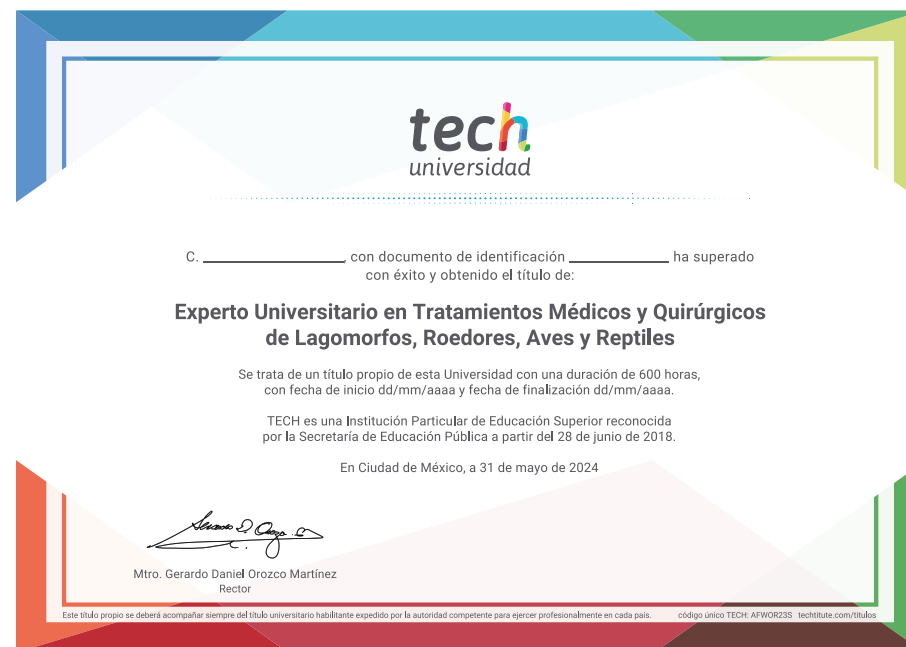 tech
universidad
C. ____________________, con documento de identificación ______________ ha superado
con éxito y obtenido el título de:
Experto Universitario en Tratamientos Médicos y Quirúrgicos
de Lagomorfos, Roedores, Aves y Reptiles
Se trata de un título propio de esta Universidad con una duración de 600 horas,
con fecha de inicio dd/mm/aaaa y fecha de finalización dd/mm/aaaa.
TECH es una Institución Particular de Educación Superior reconocida
por la Secretaría de Educación Pública a partir del 28 de junio de 2018.
En Ciudad de México, a 31 de mayo de 2024
Mtro. Gerardo Daniel Orozco Martínez
Rector
Este título propio se deberá acompañar siempre del título universitario habilitante expedido por la autoridad competente para ejercer profesionalmente en cada país. código único TECH: AFWOR23S techtitute.com/titulos